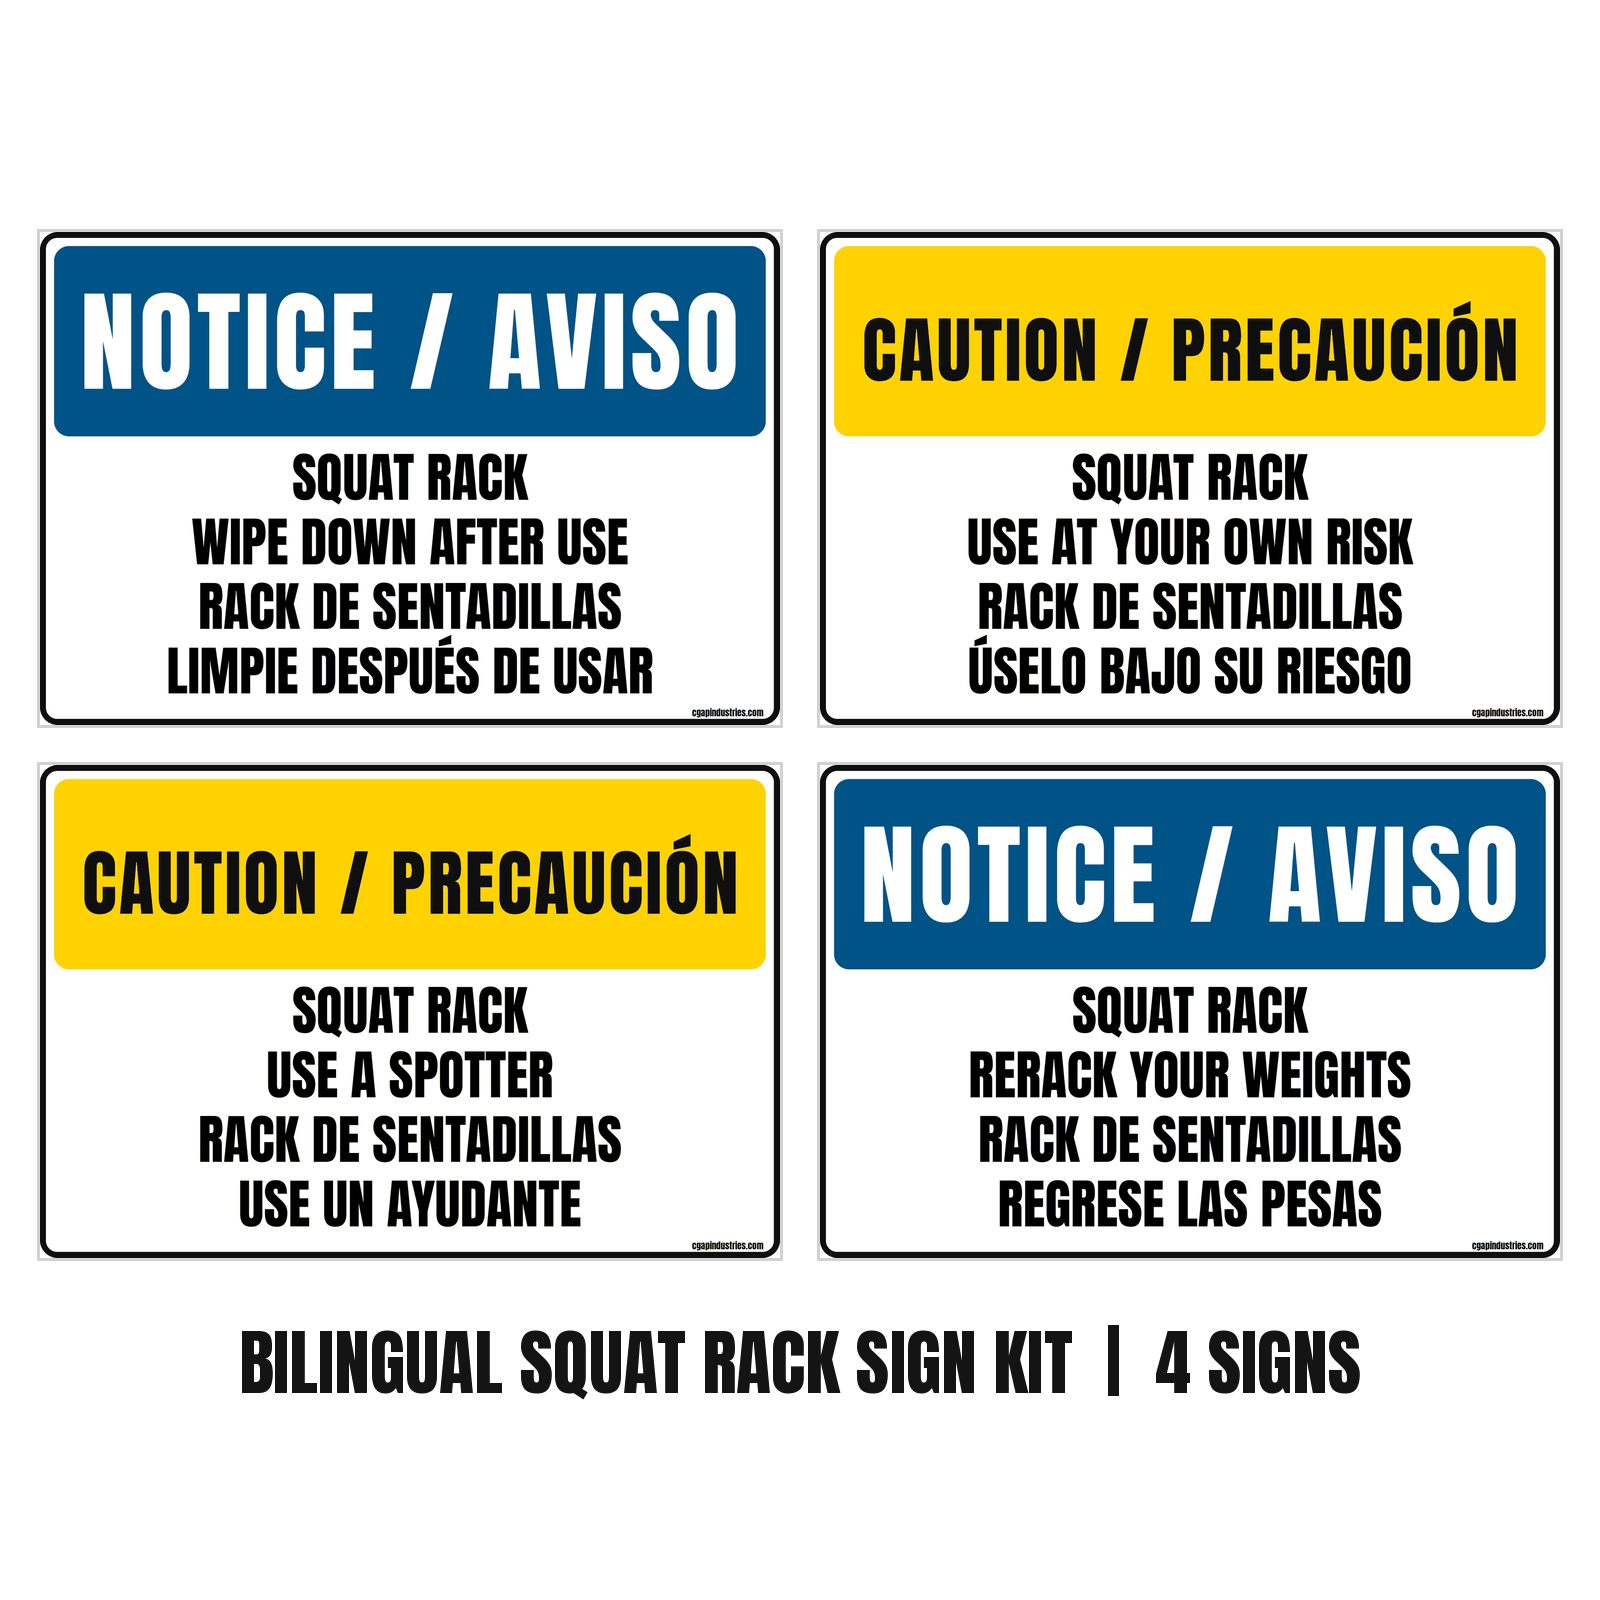 NOTICE / AVISO
SQUAT RACK
WIPE DOWN AFTER USE
RACK DE SENTADILLAS
LIMPIE DESPUÉS DE USAR
cgapindustries.com
CAUTION / PRECAUCIÓN
SQUAT RACK
USE AT YOUR OWN RISK
RACK DE SENTADILLAS
ÚSELO BAJO SU RIESGO
cgapindustries.com
CAUTION / PRECAUCIÓN
SQUAT RACK
USE A SPOTTER
RACK DE SENTADILLAS
USE UN AYUDANTE
cgapindustries.com
NOTICE / AVISO
SQUAT RACK
RERACK YOUR WEIGHTS
RACK DE SENTADILLAS
REGRESE LAS PESAS
cgapindustries.com
BILINGUAL SQUAT RACK SIGN KIT | 4 SIGNS